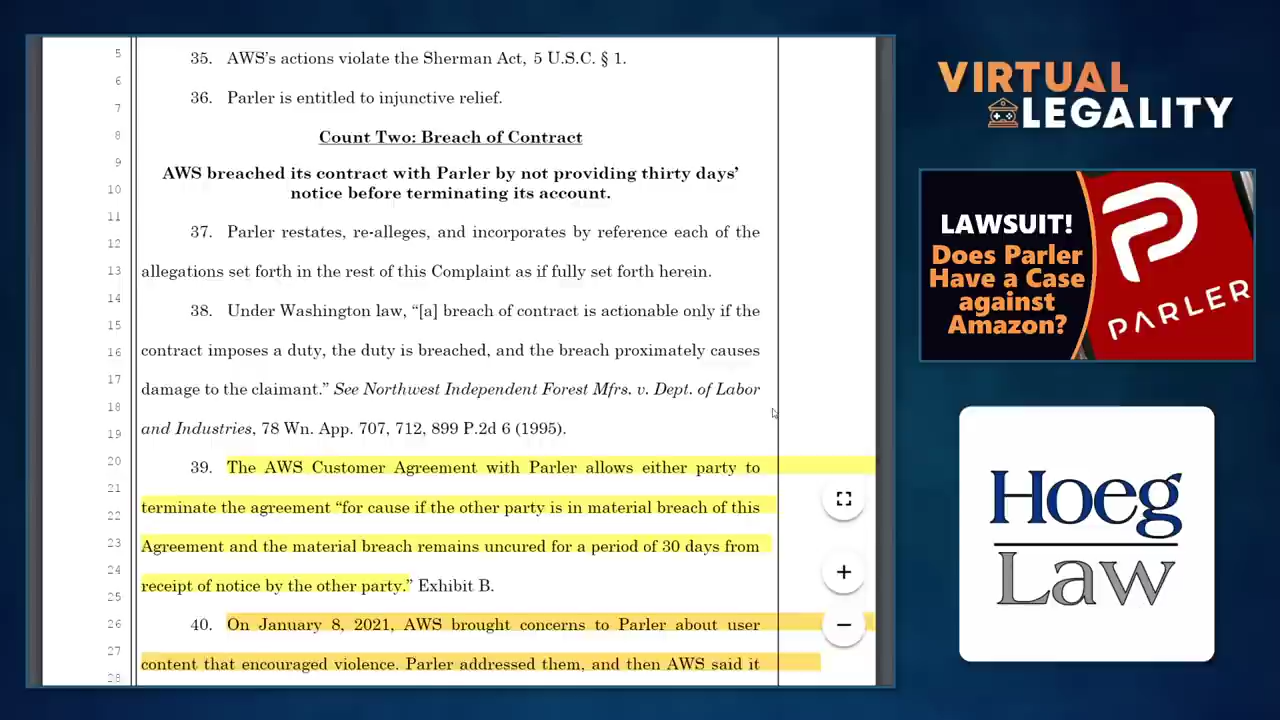 5
35. AWS's actions violate the Sherman Act, 5 U.S.C. § 1.
6
36. Parler is entitled to injunctive relief.
7
8
Count Two: Breach of Contract
9
AWS breached its contract with Parler by not providing thirty days'
10
notice before terminating its account.
11
37. Parler restates, re-alleges, and incorporates by reference each of the
12
13
allegations set forth in the rest of this Complaint as if fully set forth herein.
14
38. Under Washington law, "[a] breach of contract is actionable only if the
15
16
contract imposes a duty, the duty is breached, and the breach proximately causes
17
damage to the claimant." See Northwest Independent Forest Mfrs. v. Dept. of Labor
18
19
and Industries, 78 Wn. App. 707, 712, 899 P.2d 6 (1995).
20
39. The AWS Customer Agreement with Parler allows either party to
21
terminate the agreement "for cause if the other party is in material breach of this
22
23
Agreement and the material breach remains uncured for a period of 30 days from
24
receipt of notice by the other party." Exhibit B.
25
26
40. On January 8, 2021, AWS brought concerns to Parler about user
27
content that encouraged violence. Parler addressed them, and then AWS said it
28
VIRTUAL
LEGALITY
LAWSUIT!
Does Parler
Have a Case
against
Amazon?
PARLER
Hoeg
Law